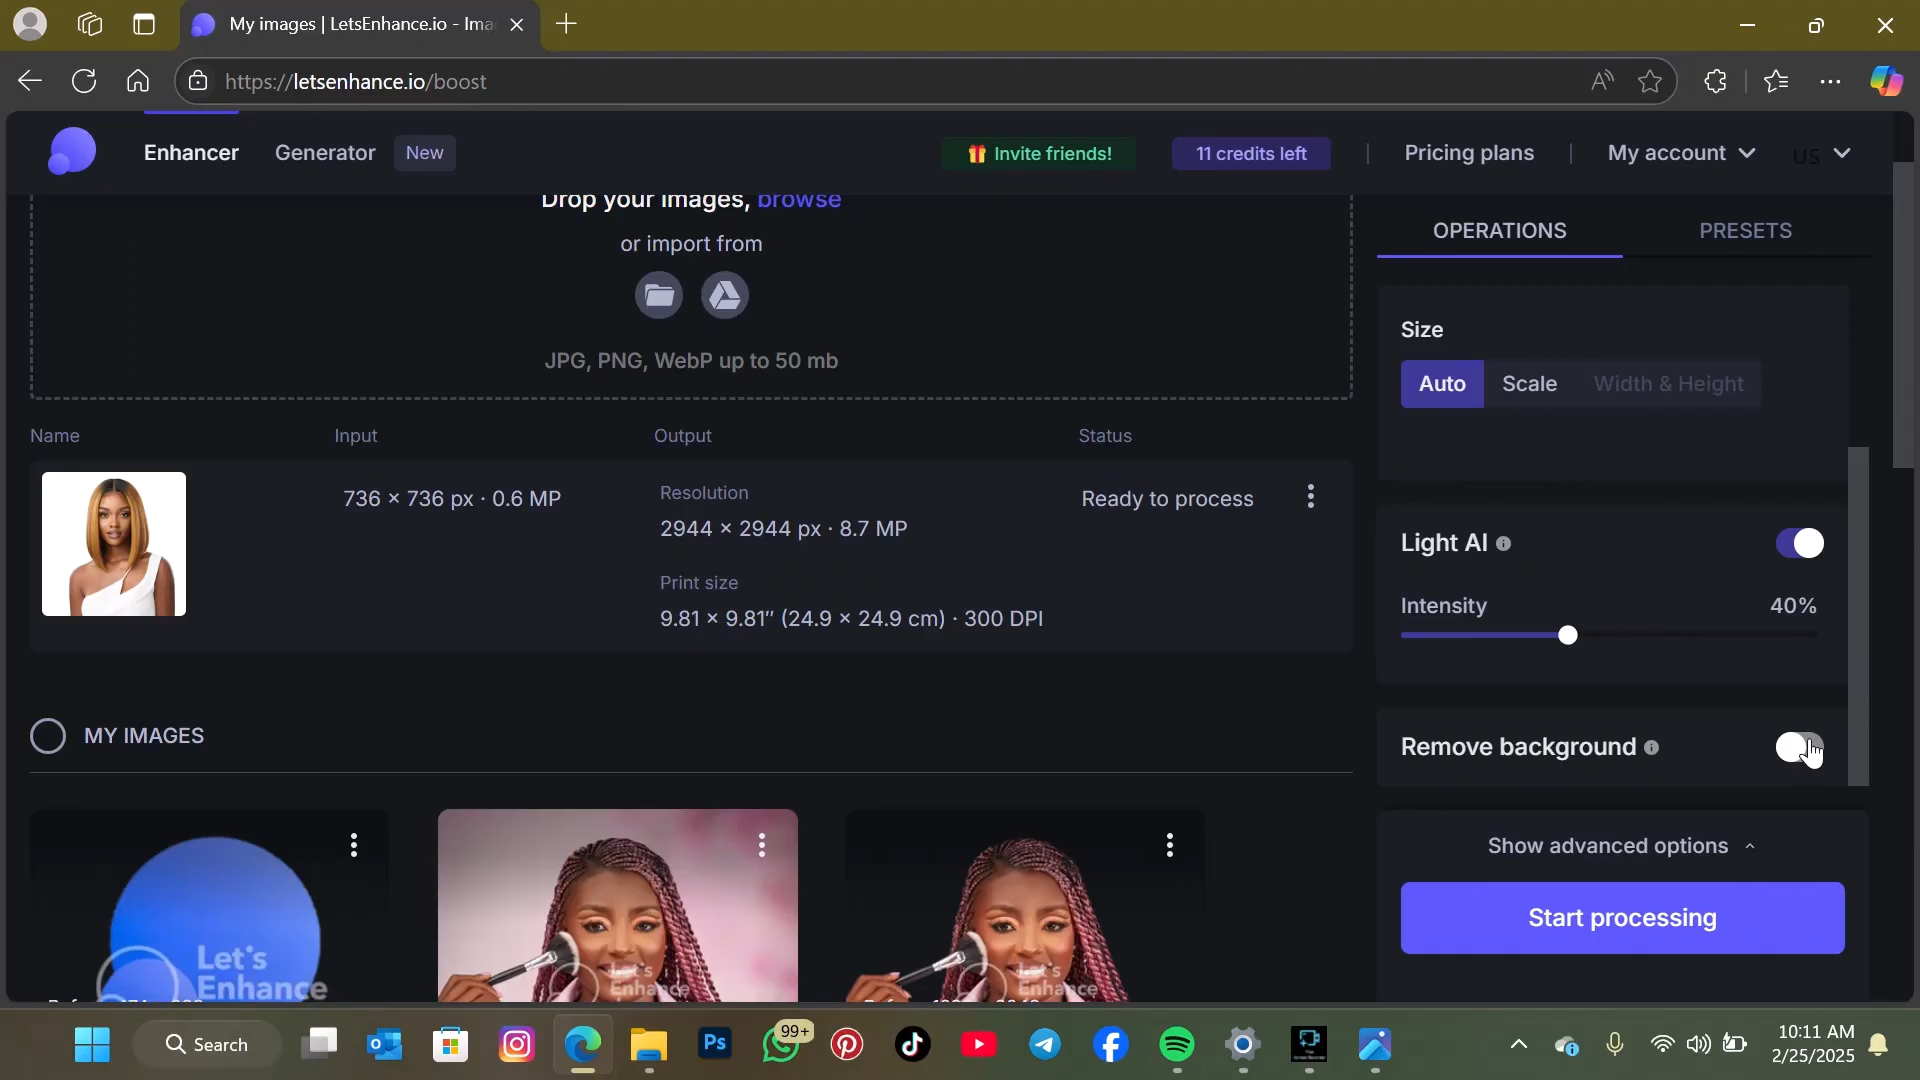 My images | LetsEnhance.io - Ima
https://letsenhance.io/boost
Enhancer
Generator
New
Invite friends!
11 credits left
Pricing plans
My account
US
Drop your images, browse
or import from
JPG, PNG, WebP up to 50 mb
OPERATIONS
PRESETS
Size
Auto
Scale
Width & Height
Name
Input
Output
Status
736 × 736 px · 0.6 MP
Resolution
2944 × 2944 px · 8.7 MP
Print size
9.81 × 9.81″ (24.9 × 24.9 cm) · 300 DPI
Ready to process
Light AI
Intensity
40%
Remove background
MY IMAGES
Show advanced options
Start processing
Let's
Enhance
Let's
Enhance
Let's
Enhance
Search
Ps
99+
10:11 AM
2/25/2025